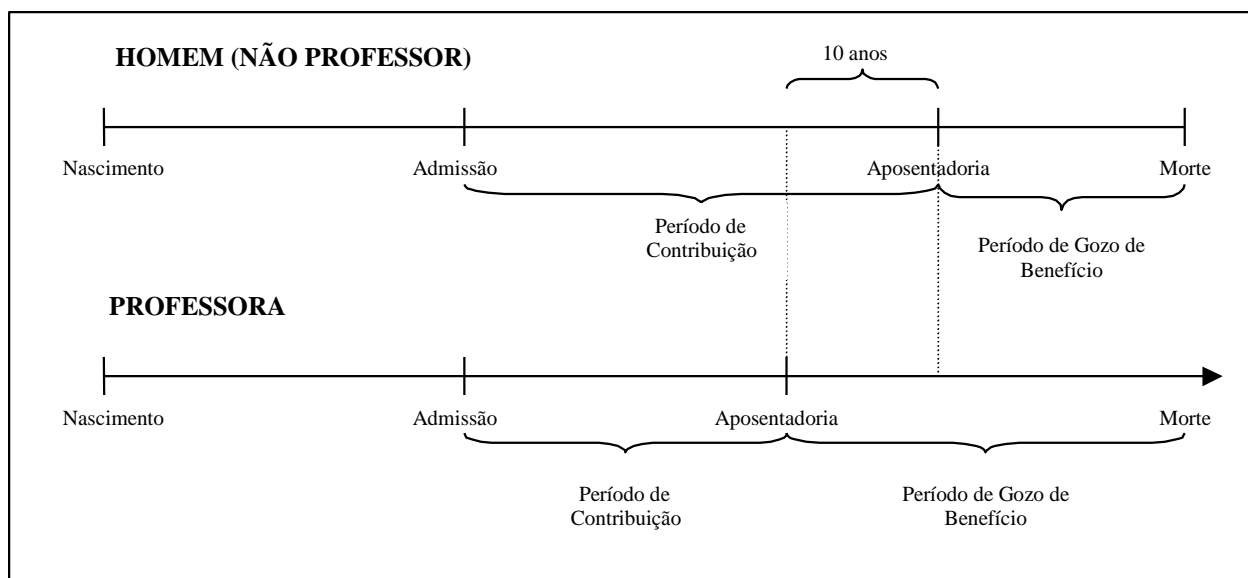 HOMEM (NÃO PROFESSOR)
10 anos
Nascimento
Admissão
Aposentadoria
Morte
Período de
Contribuição
Período de Gozo de
Benefício
PROFESSORA
Nascimento
Admissão
Aposentadoria
Morte
Período de
Contribuição
Período de Gozo de
Benefício